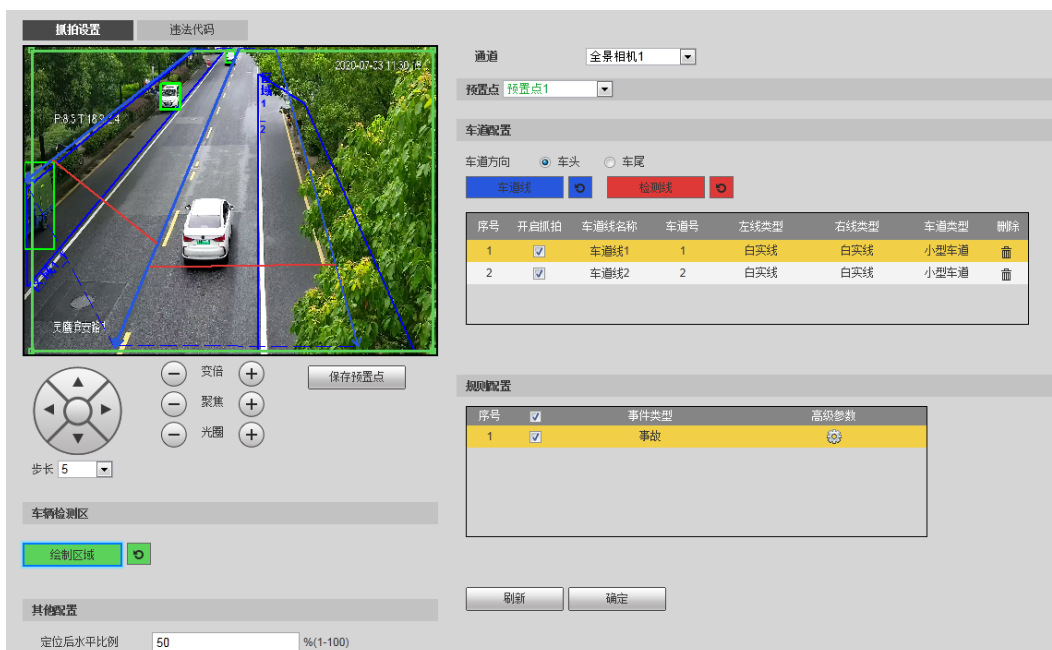 抓拍设置 违法代码
通道 全景相机1
预置点 预置点1
车道配置
车道方向 车头 车尾
车道线 检测线
序号 开启抓拍 车道线名称 车道号 左线类型 右线类型 车道类型 删除
1 车道线1 1 白实线 白实线 小型车道
2 车道线2 2 白实线 白实线 小型车道
区域
1
2
变倍
聚焦
光圈
保存预置点
步长 5
规则配置
序号 事件类型 高级参数
1 事故
车辆检测区
绘制区域
刷新 确定
其他配置
定位后水平比例 50 %(1-100)